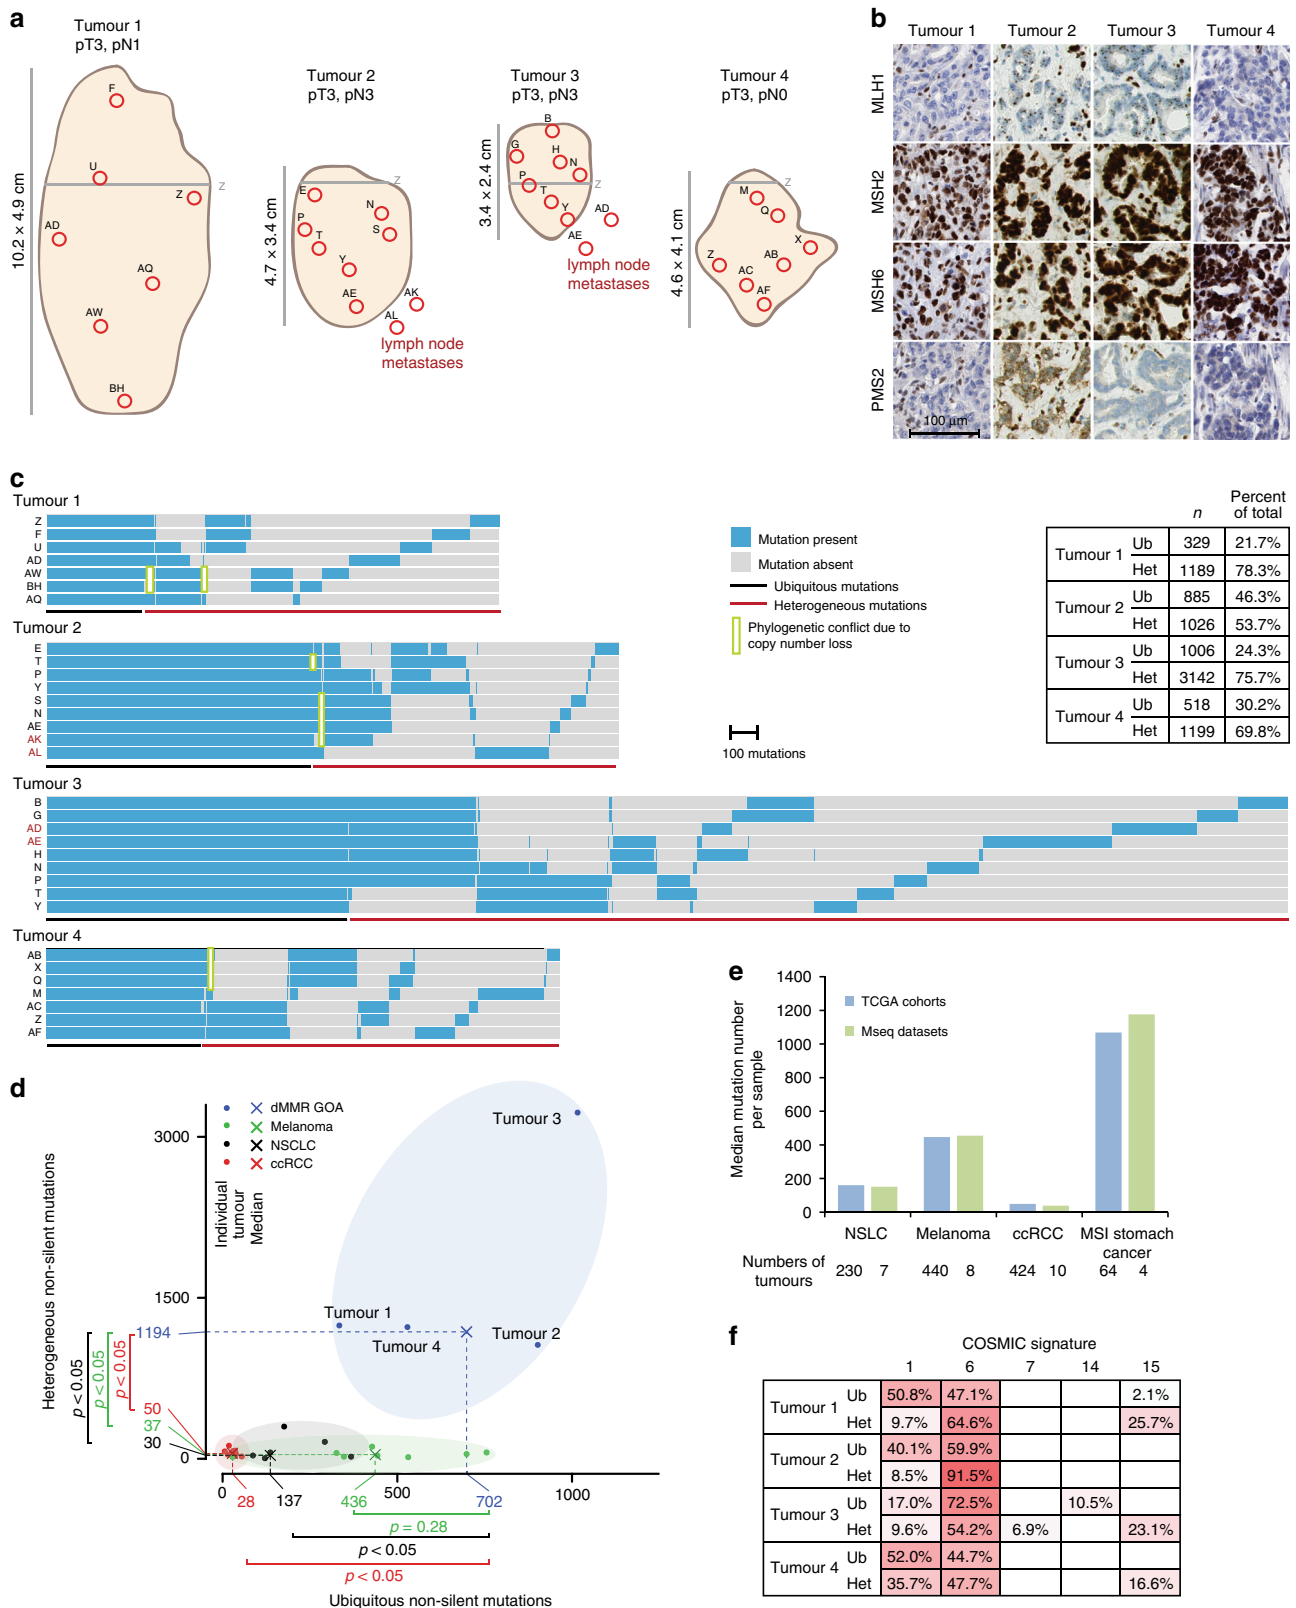 a
Tumour 1
pT3, pN1
10.2 × 4.9 cm
F
U
Z
Z
AD
AQ
AW
BH
Tumour 2
pT3, pN3
4.7 × 3.4 cm
Z
E
N
P
S
T
Y
AE
AK
AL
lymph node
metastases
Tumour 3
pT3, pN3
3.4 × 2.4 cm
B
G
H
N
P
Z
T
Y
AD
AE
lymph node
metastases
Tumour 4
pT3, pN0
4.6 × 4.1 cm
Z
M
Q
X
Z
AB
AC
AF
b
Tumour 1 Tumour 2 Tumour 3 Tumour 4
MLH1
MSH2
MSH6
PMS2
100 µm
c
Tumour 1
Z
F
U
AD
AW
BH
AQ
Tumour 2
E
T
P
Y
S
N
AE
AK
AL
Tumour 3
B
G
AD
AE
H
N
P
T
Y
Tumour 4
AB
X
Q
M
AC
Z
AF
Mutation present
Mutation absent
Ubiquitous mutations
Heterogeneous mutations
Phylogenetic conflict due to
copy number loss
100 mutations
n Percent
of total
Tumour 1 Ub 329 21.7%
Het 1189 78.3%
Tumour 2 Ub 885 46.3%
Het 1026 53.7%
Tumour 3 Ub 1006 24.3%
Het 3142 75.7%
Tumour 4 Ub 518 30.2%
Het 1199 69.8%
d
Heterogeneous non-silent mutations
3000
1500
0
1194
50
37
30
p < 0.05
p < 0.05
p < 0.05
dMMR GOA
Melanoma
NSCLC
ccRCC
Individual
tumour
Median
Tumour 3
Tumour 1
Tumour 4
Tumour 2
0 500 1000
28 137 436 702
p = 0.28
p < 0.05
p < 0.05
Ubiquitous non-silent mutations
e
Median mutation number
per sample
1400
1200
1000
800
600
400
200
0
TCGA cohorts
Mseq datasets
NSLC Melanoma ccRCC MSI stomach
cancer
Numbers of
tumours
230 7 440 8 424 10 64 4
f
COSMIC signature
1 6 7 14 15
Tumour 1 Ub 50.8% 47.1% 2.1%
Het 9.7% 64.6% 25.7%
Tumour 2 Ub 40.1% 59.9%
Het 8.5% 91.5%
Tumour 3 Ub 17.0% 72.5% 10.5%
Het 9.6% 54.2% 6.9% 23.1%
Tumour 4 Ub 52.0% 44.7%
Het 35.7% 47.7% 16.6%